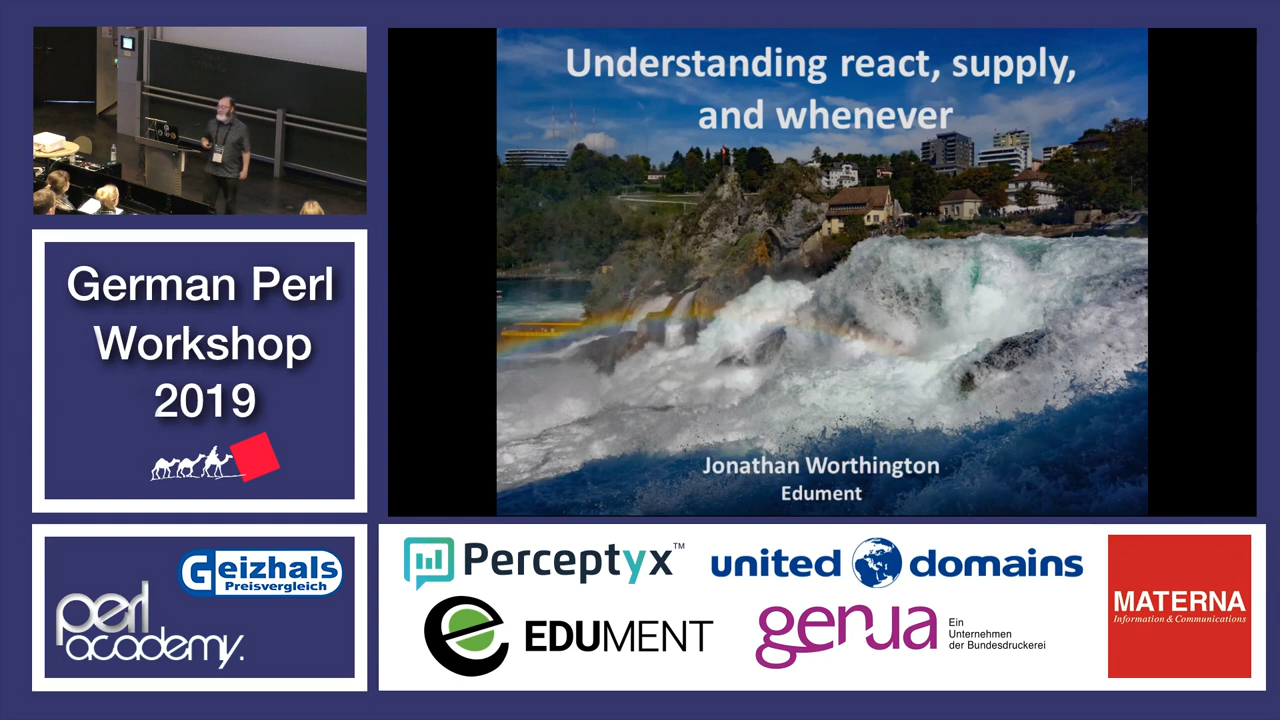 Understanding react, supply,
and whenever
Jonathan Worthington
Edument
German Perl
Workshop
2019
Geizhals
Preisvergleich
perl
academy.
Perceptyx™
united domains
EDUMENT
genua
Ein
Unternehmen
der Bundesdruckerei
MATERNA
Information & Communications